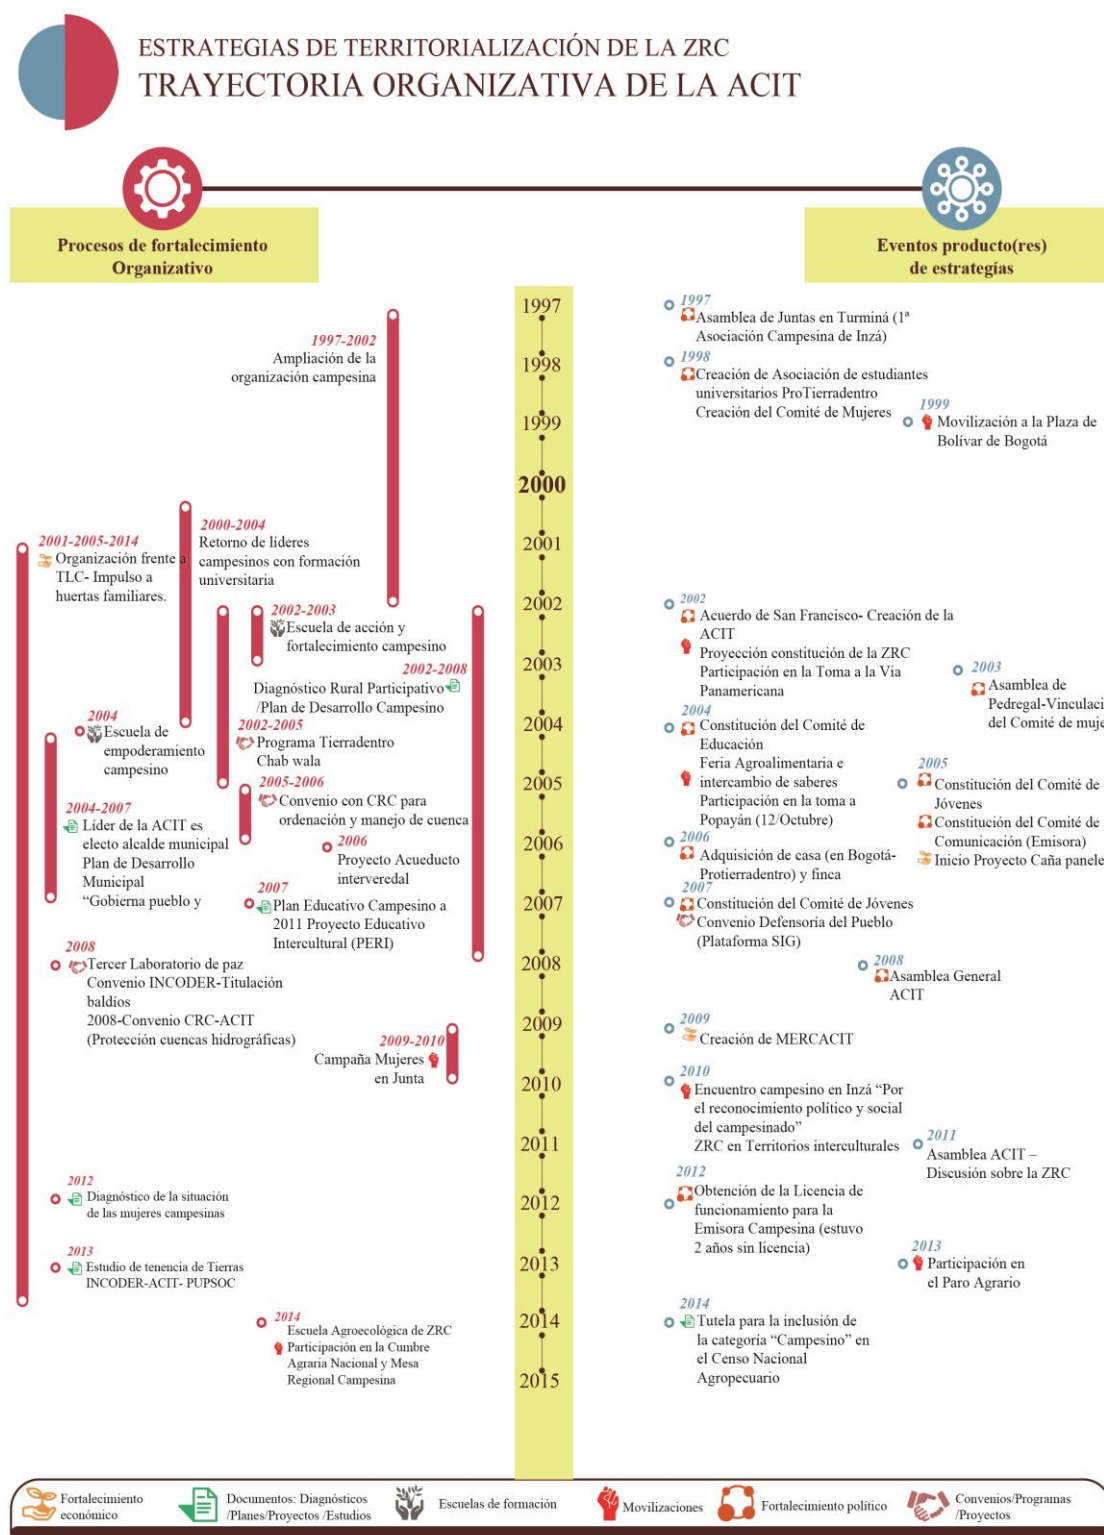 ESTRATEGIAS DE TERRITORIALIZACIÓN DE LA ZRC
TRAYECTORIA ORGANIZATIVA DE LA ACIT
Procesos de fortalecimiento
Organizativo
Eventos producto(res)
de estrategías
1997-2002
Ampliación de la
organización campesina
2000-2004
Retorno de líderes
campesinos con formación
universitaria
2001-2005-2014
Organización frente a
TLC- Impulso a
huertas familiares.
2002-2003
Escuela de acción y
fortalecimiento campesino
2002-2008
Diagnóstico Rural Participativo
/Plan de Desarrollo Campesino
2004
Escuela de
empoderamiento
campesino
2002-2005
Programa Tierradentro
Chab wala
2005-2006
Convenio con CRC para
ordenación y manejo de cuenca
2004-2007
Líder de la ACIT es
electo alcalde municipal
Plan de Desarrollo
Municipal
“Gobierna pueblo y
2006
Proyecto Acueducto
interveredal
2007
Plan Educativo Campesino a
2011 Proyecto Educativo
Intercultural (PERI)
2008
Tercer Laboratorio de paz
Convenio INCODER-Titulación
baldíos
2008-Convenio CRC-ACIT
(Protección cuencas hidrográficas)
2009-2010
Campaña Mujeres
en Junta
2012
Diagnóstico de la situación
de las mujeres campesinas
2013
Estudio de tenencia de Tierras
INCODER-ACIT- PUPSOC
2014
Escuela Agroecológica de ZRC
Participación en la Cumbre
Agraria Nacional y Mesa
Regional Campesina
1997
1998
1999
2000
2001
2002
2003
2004
2005
2006
2007
2008
2009
2010
2011
2012
2013
2014
2015
1997
Asamblea de Juntas en Turminá (1ª
Asociación Campesina de Inzá)
1998
Creación de Asociación de estudiantes
universitarios ProTierradentro
Creación del Comité de Mujeres
1999
Movilización a la Plaza de
Bolívar de Bogotá
2002
Acuerdo de San Francisco- Creación de la
ACIT
Proyección constitución de la ZRC
Participación en la Toma a la Via
Panamericana
2003
Asamblea de
Pedregal-Vinculaci
del Comité de muje
2004
Constitución del Comité de
Educación
Feria Agroalimentaria e
intercambio de saberes
Participación en la toma a
Popayán (12/Octubre)
2005
Constitución del Comité de
Jóvenes
Constitución del Comité de
Comunicación (Emisora)
Inicio Proyecto Caña panele
2006
Adquisición de casa (en Bogotá-
Protierradentro) y finca
2007
Constitución del Comité de Jóvenes
Convenio Defensoría del Pueblo
(Plataforma SIG)
2008
Asamblea General
ACIT
2009
Creación de MERCACIT
2010
Encuentro campesino en Inzá “Por
el reconocimiento político y social
del campesinado”
ZRC en Territorios interculturales
2011
Asamblea ACIT –
Discusión sobre la ZRC
2012
Obtención de la Licencia de
funcionamiento para la
Emisora Campesina (estuvo
2 años sin licencia)
2013
Participación en
el Paro Agrario
2014
Tutela para la inclusión de
la categoría “Campesino” en
el Censo Nacional
Agropecuario
Fortalecimiento
económico
Documentos: Diagnósticos
/Planes/Proyectos /Estudios
Escuelas de formación
Movilizaciones
Fortalecimiento político
Convenios/Programas
/Proyectos